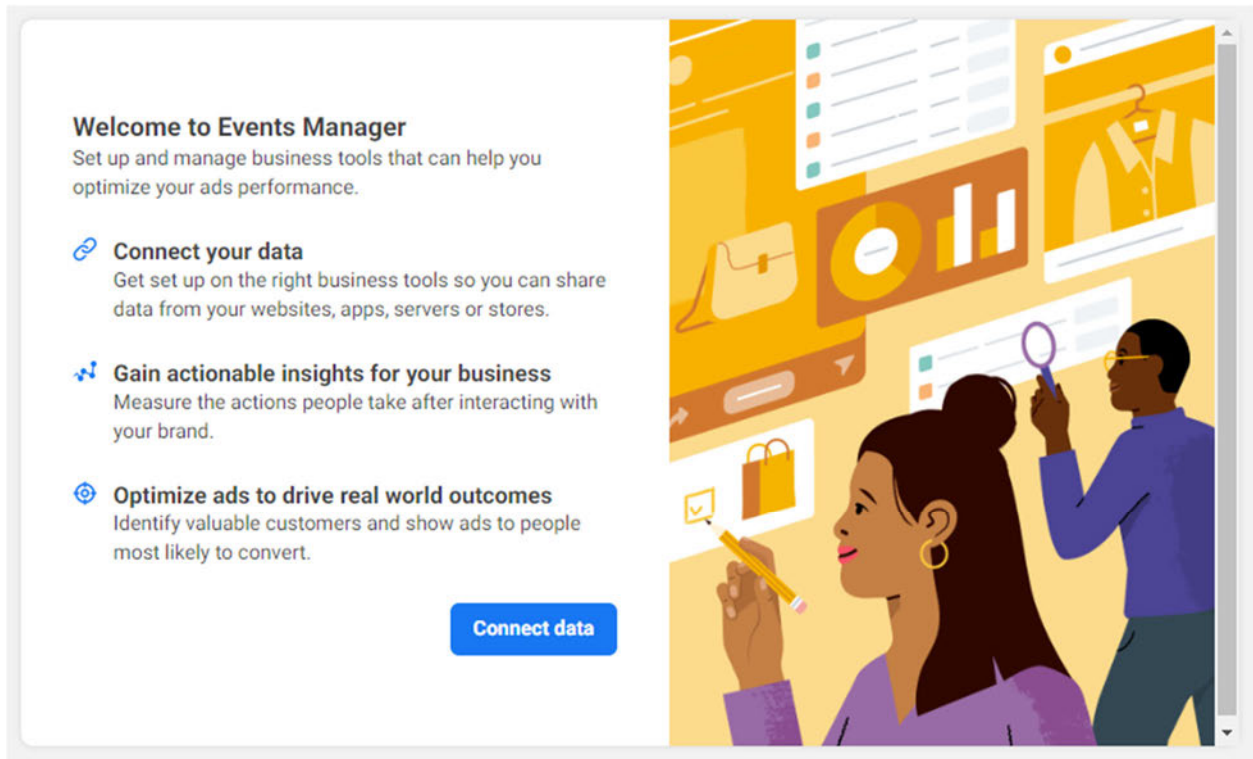 Welcome to Events Manager
Set up and manage business tools that can help you
optimize your ads performance.
Connect your data
Get set up on the right business tools so you can share
data from your websites, apps, servers or stores.
Gain actionable insights for your business
Measure the actions people take after interacting with
your brand.
Optimize ads to drive real world outcomes
Identify valuable customers and show ads to people
most likely to convert.
Connect data